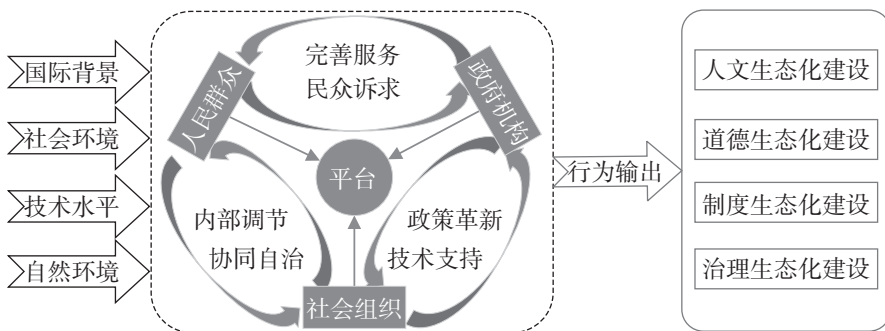 国际背景
社会环境
技术水平
自然环境
完善服务
民众诉求
人民群众
政府机构
平台
内部调节
协同自治
政策革新
技术支持
社会组织
行为输出
人文生态化建设
道德生态化建设
制度生态化建设
治理生态化建设